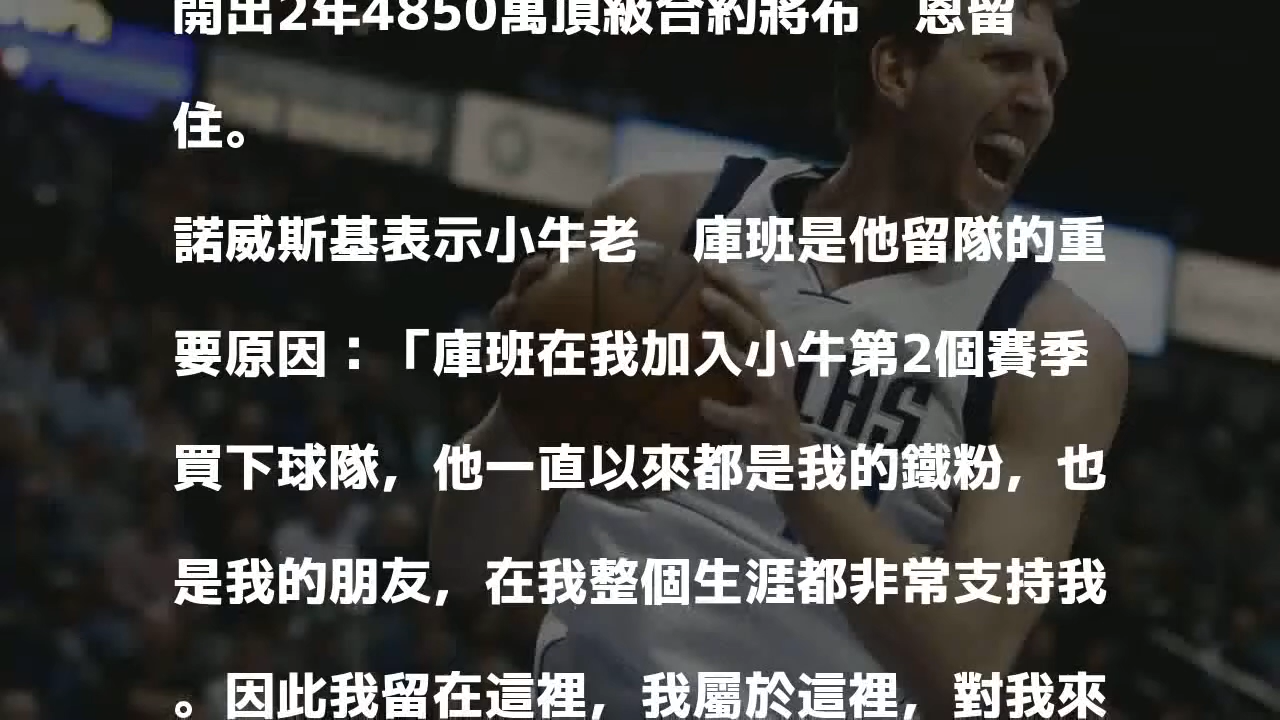 開出2年4850萬頂級合約將布　恩留
住。
諾威斯基表示小牛老　庫班是他留隊的重
要原因：「庫班在我加入小牛第2個賽季
買下球隊，他一直以來都是我的鐵粉，也
是我的朋友，在我整個生涯都非常支持我
。因此我留在這裡，我屬於這裡，對我來
LAS